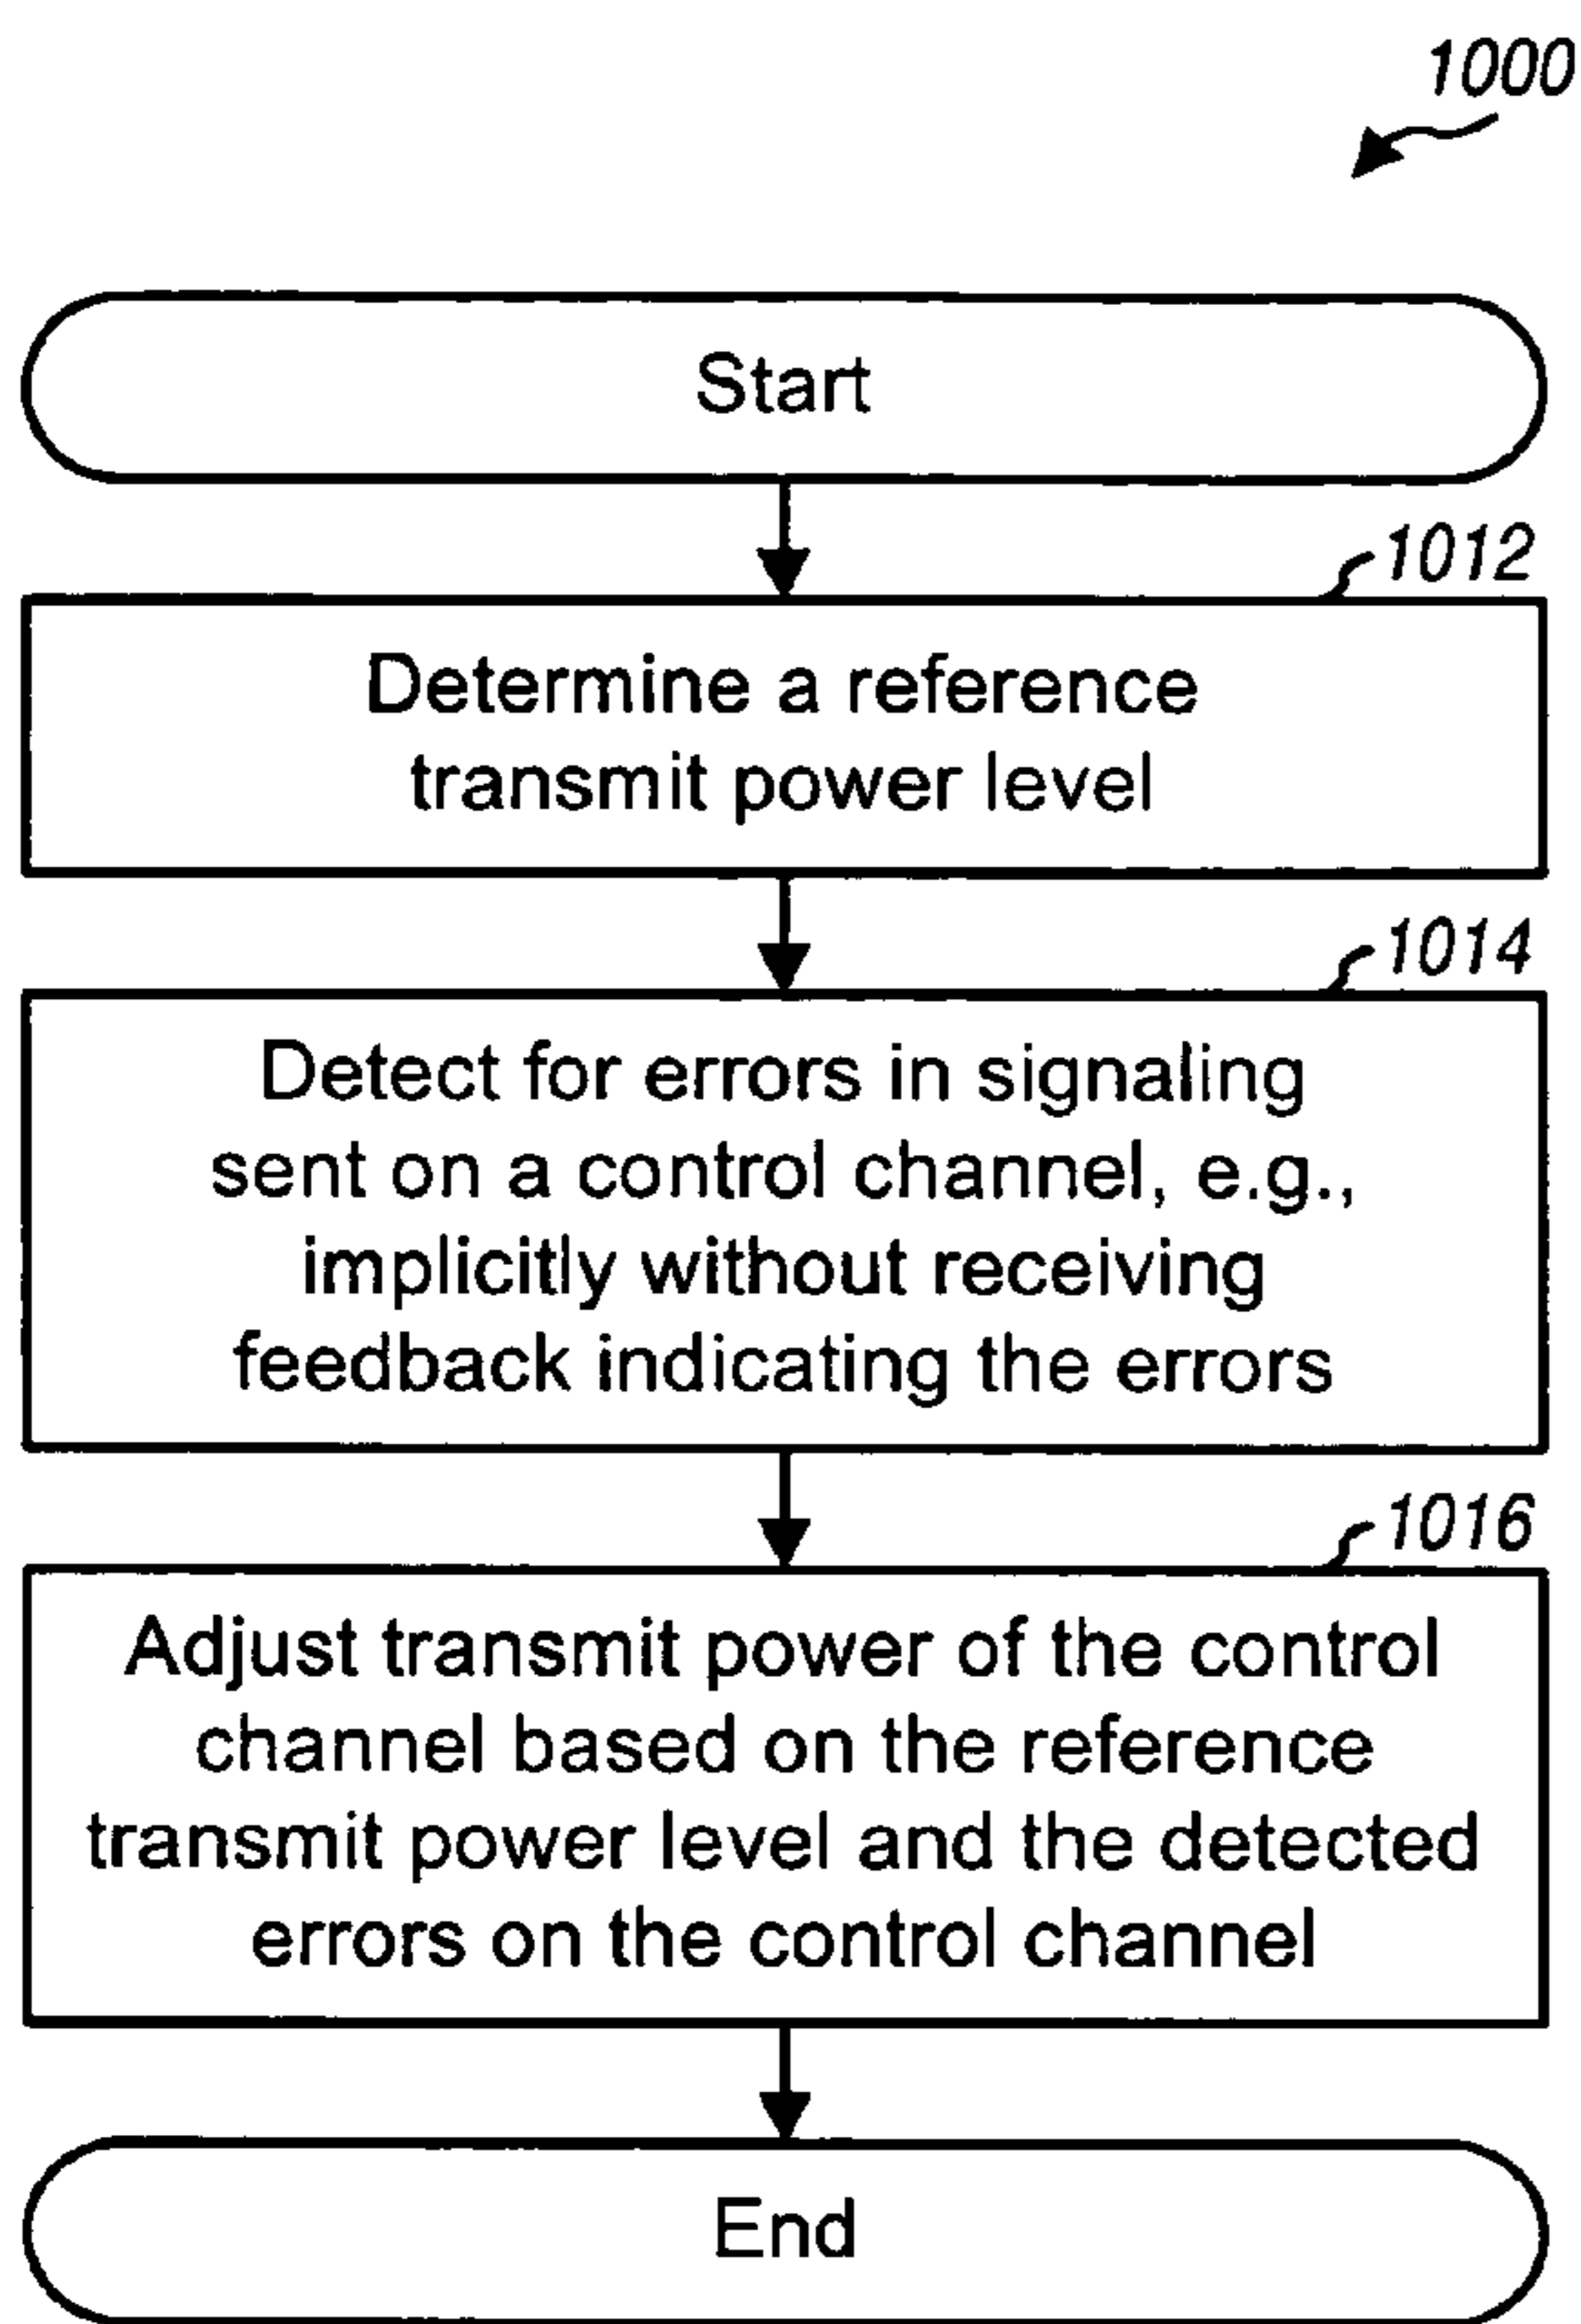 1000
Start
1012
Determine a reference
transmit power level
1014
Detect for errors in signaling
sent on a control channel, e.g.,
implicitly without receiving
feedback indicating the errors
1016
Adjust transmit power of the control
channel based on the reference
transmit power level and the detected
errors on the control channel
End